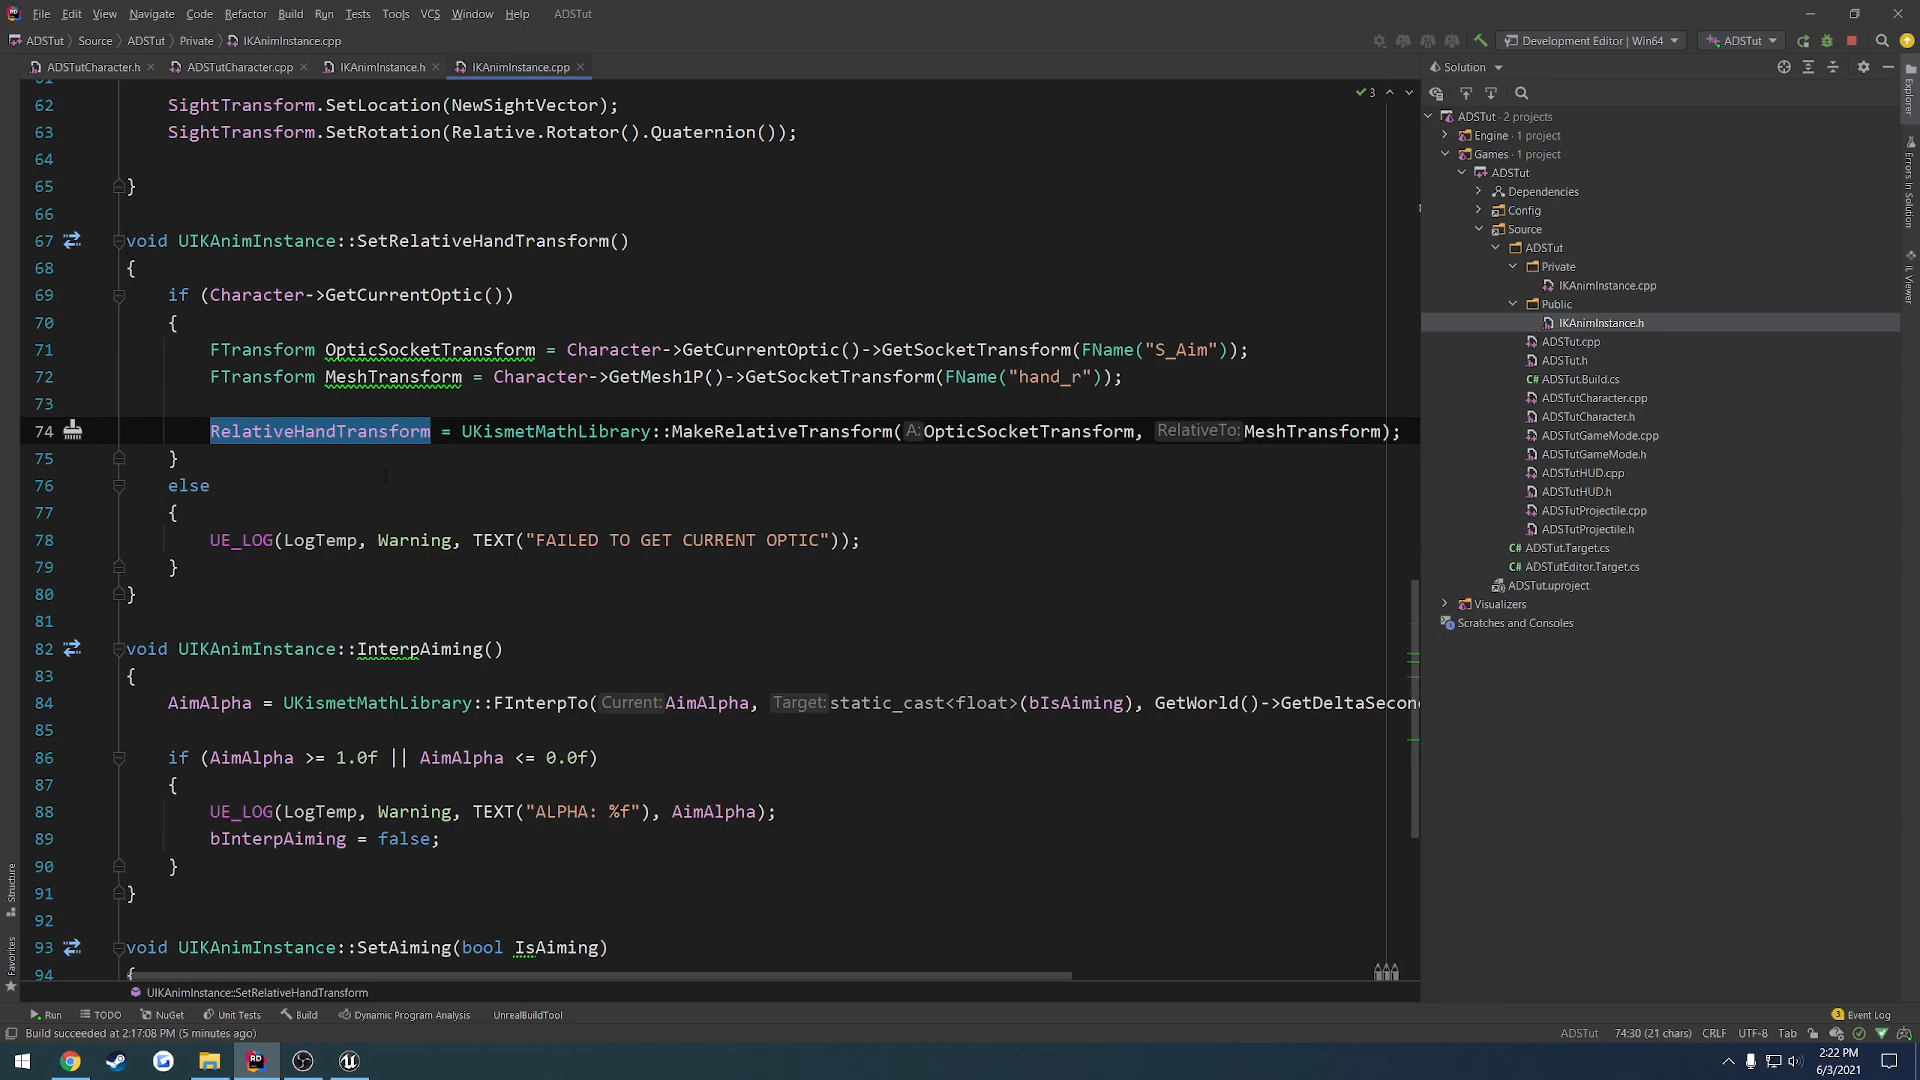 File Edit View Navigate Code Refactor Build Run Tests Tools VCS Window Help ADSTut
ADSTut Source ADSTut Private IKAnimInstance.cpp
Development Editor | Win64 ADSTut
ADSTutCharacter.h ADSTutCharacter.cpp IKAnimInstance.h IKAnimInstance.cpp
Solution
61
3
62 SightTransform.SetLocation(NewSightVector);
63 SightTransform.SetRotation(Relative.Rotator().Quaternion());
64
65 }
66
67 void UIKAnimInstance::SetRelativeHandTransform()
68 {
69 if (Character->GetCurrentOptic())
70 {
71 FTransform OpticSocketTransform = Character->GetCurrentOptic()->GetSocketTransform(FName("S_Aim"));
72 FTransform MeshTransform = Character->GetMesh1P()->GetSocketTransform(FName("hand_r"));
73
74 RelativeHandTransform = UKismetMathLibrary::MakeRelativeTransform(A:OpticSocketTransform, RelativeTo:MeshTransform);
75 }
76 else
77 {
78 UE_LOG(LogTemp, Warning, TEXT("FAILED TO GET CURRENT OPTIC"));
79 }
80 }
81
82 void UIKAnimInstance::InterpAiming()
83 {
84 AimAlpha = UKismetMathLibrary::FInterpTo(Current:AimAlpha, Target:static_cast<float>(bIsAiming), GetWorld()->GetDeltaSecon
85
86 if (AimAlpha >= 1.0f || AimAlpha <= 0.0f)
87 {
88 UE_LOG(LogTemp, Warning, TEXT("ALPHA: %f"), AimAlpha);
89 bInterpAiming = false;
90 }
91 }
92
93 void UIKAnimInstance::SetAiming(bool IsAiming)
94 {
UIKAnimInstance::SetRelativeHandTransform
ADSTut · 2 projects
Engine · 1 project
Games · 1 project
ADSTut
Dependencies
Config
Source
ADSTut
Private
IKAnimInstance.cpp
Public
IKAnimInstance.h
ADSTut.cpp
ADSTut.h
ADSTut.Build.cs
ADSTutCharacter.cpp
ADSTutCharacter.h
ADSTutGameMode.cpp
ADSTutGameMode.h
ADSTutHUD.cpp
ADSTutHUD.h
ADSTutProjectile.cpp
ADSTutProjectile.h
ADSTut.Target.cs
ADSTutEditor.Target.cs
ADSTut.uproject
Visualizers
Scratches and Consoles
Explorer
Errors In Solution
IL Viewer
Structure
Favorites
Run TODO NuGet Unit Tests Build Dynamic Program Analysis UnrealBuildTool 3 Event Log
Build succeeded at 2:17:08 PM (5 minutes ago) ADSTut 74:30 (21 chars) CRLF UTF-8 Tab
2:22 PM
6/3/2021